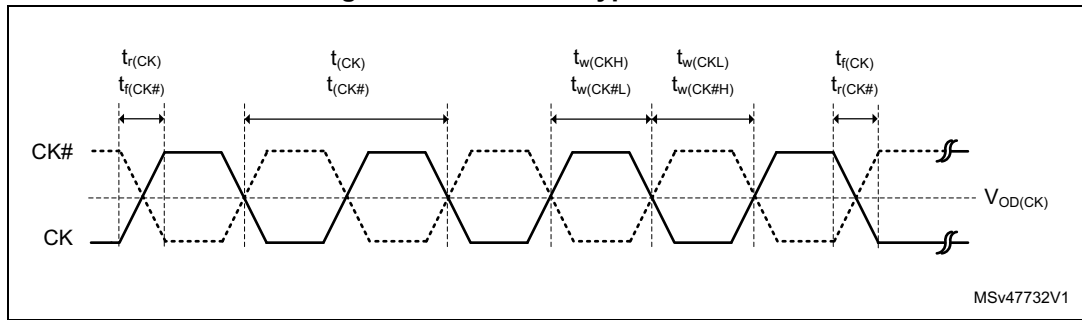 t_r(CK) t_(CK) t_w(CKH) t_w(CKL) t_f(CK)
t_f(CK#) t_(CK#) t_w(CK#L) t_w(CK#H) t_r(CK#)
CK#
V_OD(CK)
CK
MSv47732V1